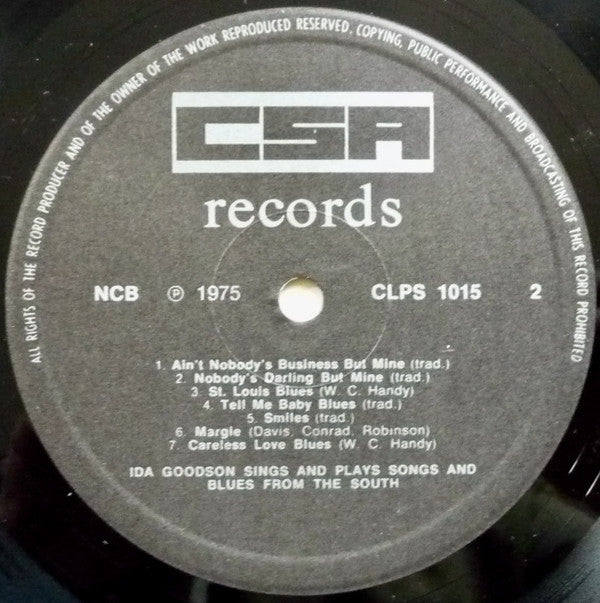 ALL RIGHTS OF THE RECORD PRODUCER AND OF THE OWNER OF THE WORK REPRODUCED RESERVED. COPYING, PUBLIC PERFORMANCE AND BROADCASTING OF THIS RECORD PROHIBITED
CSA
records
NCB ℗ 1975 CLPS 1015 2
1. Ain't Nobody's Business But Mine (trad.)
2. Nobody's Darling But Mine (trad.)
3. St. Louis Blues (W. C. Handy)
4. Tell Me Baby Blues (trad.)
5. Smiles (trad.)
6. Margie (Davis, Conrad, Robinson)
7. Careless Love Blues (W. C. Handy)
IDA GOODSON SINGS AND PLAYS SONGS AND
BLUES FROM THE SOUTH